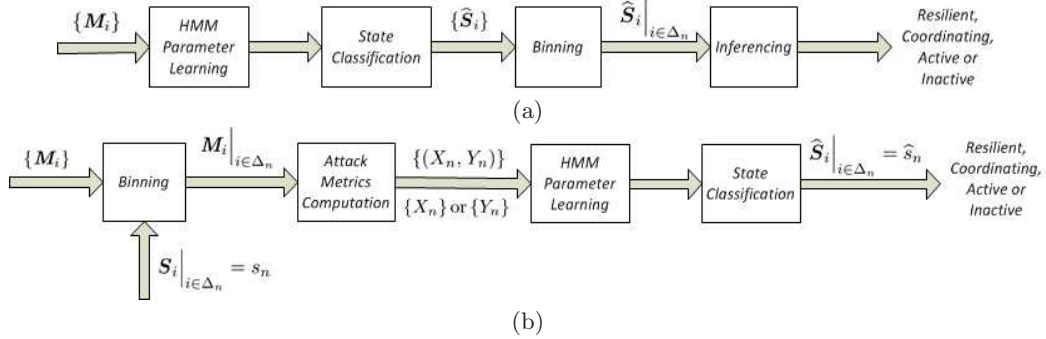 {M_i}
HMM
Parameter
Learning
State
Classification
{Ŝ_i}
Binning
Ŝ_i|_{i∈Δ_n}
Inferencing
Resilient,
Coordinating,
Active or
Inactive
(a)
{M_i}
Binning
S_i|_{i∈Δ_n} = s_n
M_i|_{i∈Δ_n}
Attack
Metrics
Computation
{(X_n, Y_n)}
{X_n} or {Y_n}
HMM
Parameter
Learning
State
Classification
Ŝ_i|_{i∈Δ_n} = ŝ_n
Resilient,
Coordinating,
Active or
Inactive
(b)